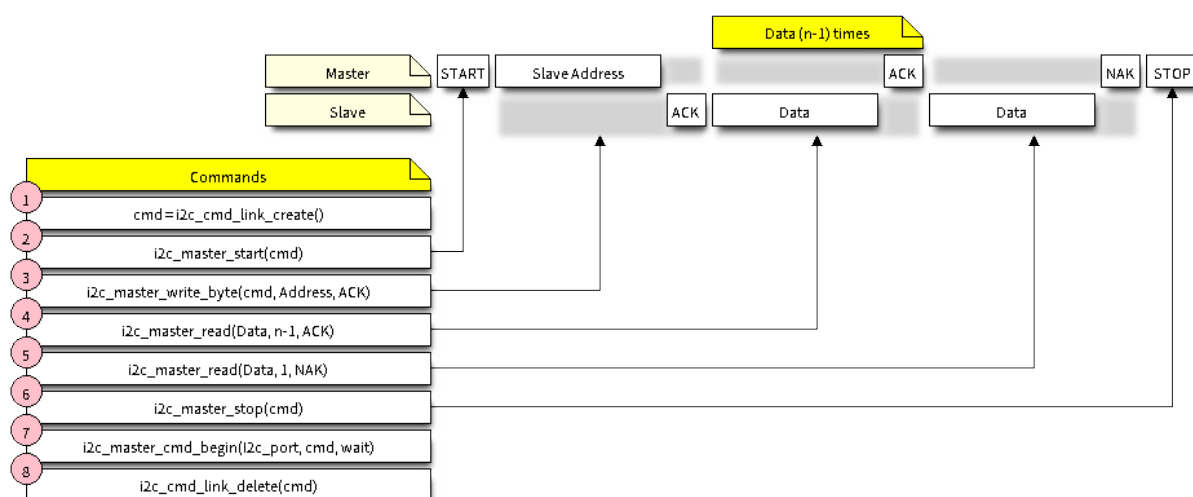 Data (n-1) times
Master START Slave Address ACK NAK STOP
Slave ACK Data Data
Commands
1
cmd = i2c_cmd_link_create()
2
i2c_master_start(cmd)
3
i2c_master_write_byte(cmd, Address, ACK)
4
i2c_master_read(Data, n-1, ACK)
5
i2c_master_read(Data, 1, NAK)
6
i2c_master_stop(cmd)
7
i2c_master_cmd_begin(I2c_port, cmd, wait)
8
i2c_cmd_link_delete(cmd)